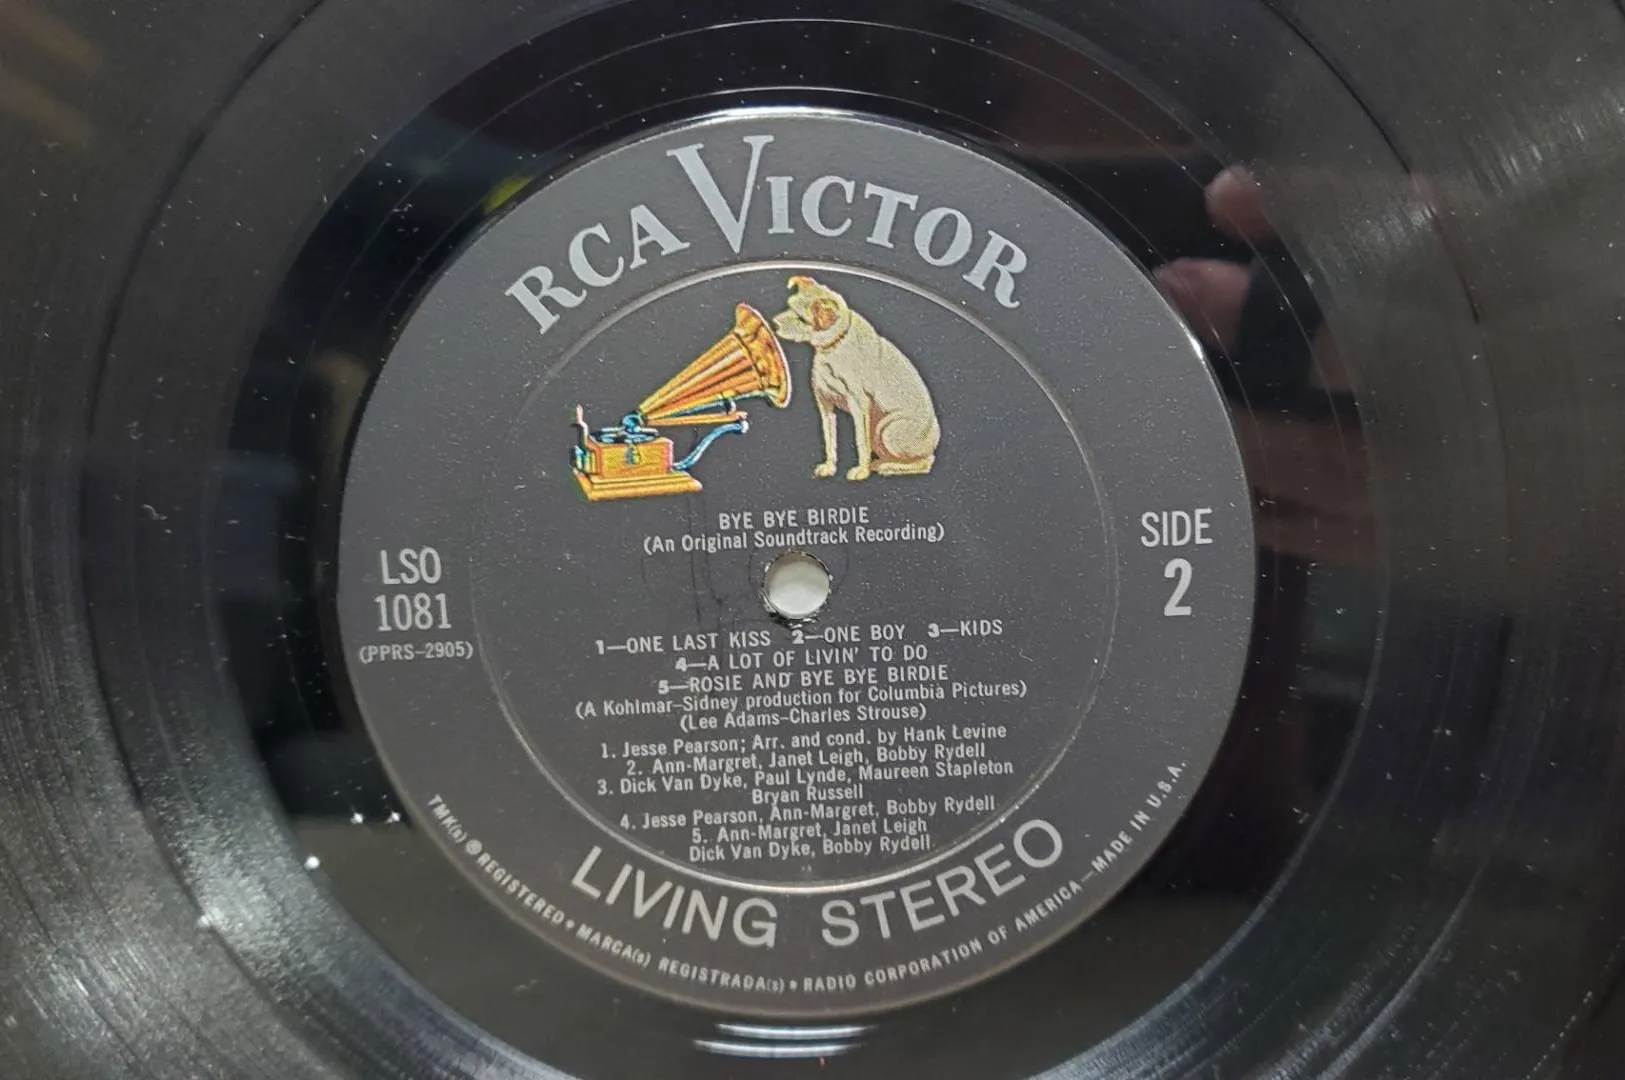 RCA VICTOR
BYE BYE BIRDIE
(An Original Soundtrack Recording)
LSO
1081
(PPRS-2905)
SIDE
2
1—ONE LAST KISS 2—ONE BOY 3—KIDS
4—A LOT OF LIVIN' TO DO
5—ROSIE AND BYE BYE BIRDIE
(A Kohlmar-Sidney production for Columbia Pictures)
(Lee Adams-Charles Strouse)
1. Jesse Pearson; Arr. and cond. by Hank Levine
2. Ann-Margret, Janet Leigh, Bobby Rydell
3. Dick Van Dyke, Paul Lynde, Maureen Stapleton
Bryan Russell
4. Jesse Pearson, Ann-Margret, Bobby Rydell
5. Ann-Margret, Janet Leigh
Dick Van Dyke, Bobby Rydell
LIVING STEREO
TMK(s) ® REGISTERED • MARCA(s) REGISTRADA(s) • RADIO CORPORATION OF AMERICA—MADE IN U.S.A.